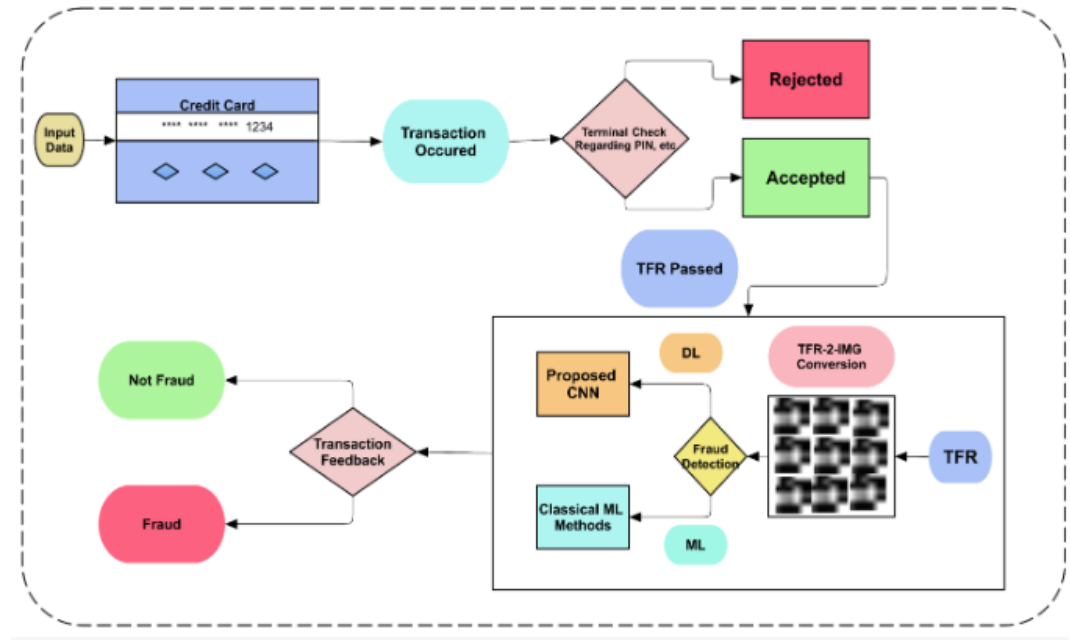 Input
Data
Credit Card
**** **** **** 1234
Transaction
Occured
Terminal Check
Regarding PIN, etc
Rejected
Accepted
TFR Passed
DL
TFR-2-IMG
Conversion
Proposed
CNN
Fraud
Detection
TFR
Classical ML
Methods
ML
Not Fraud
Transaction
Feedback
Fraud